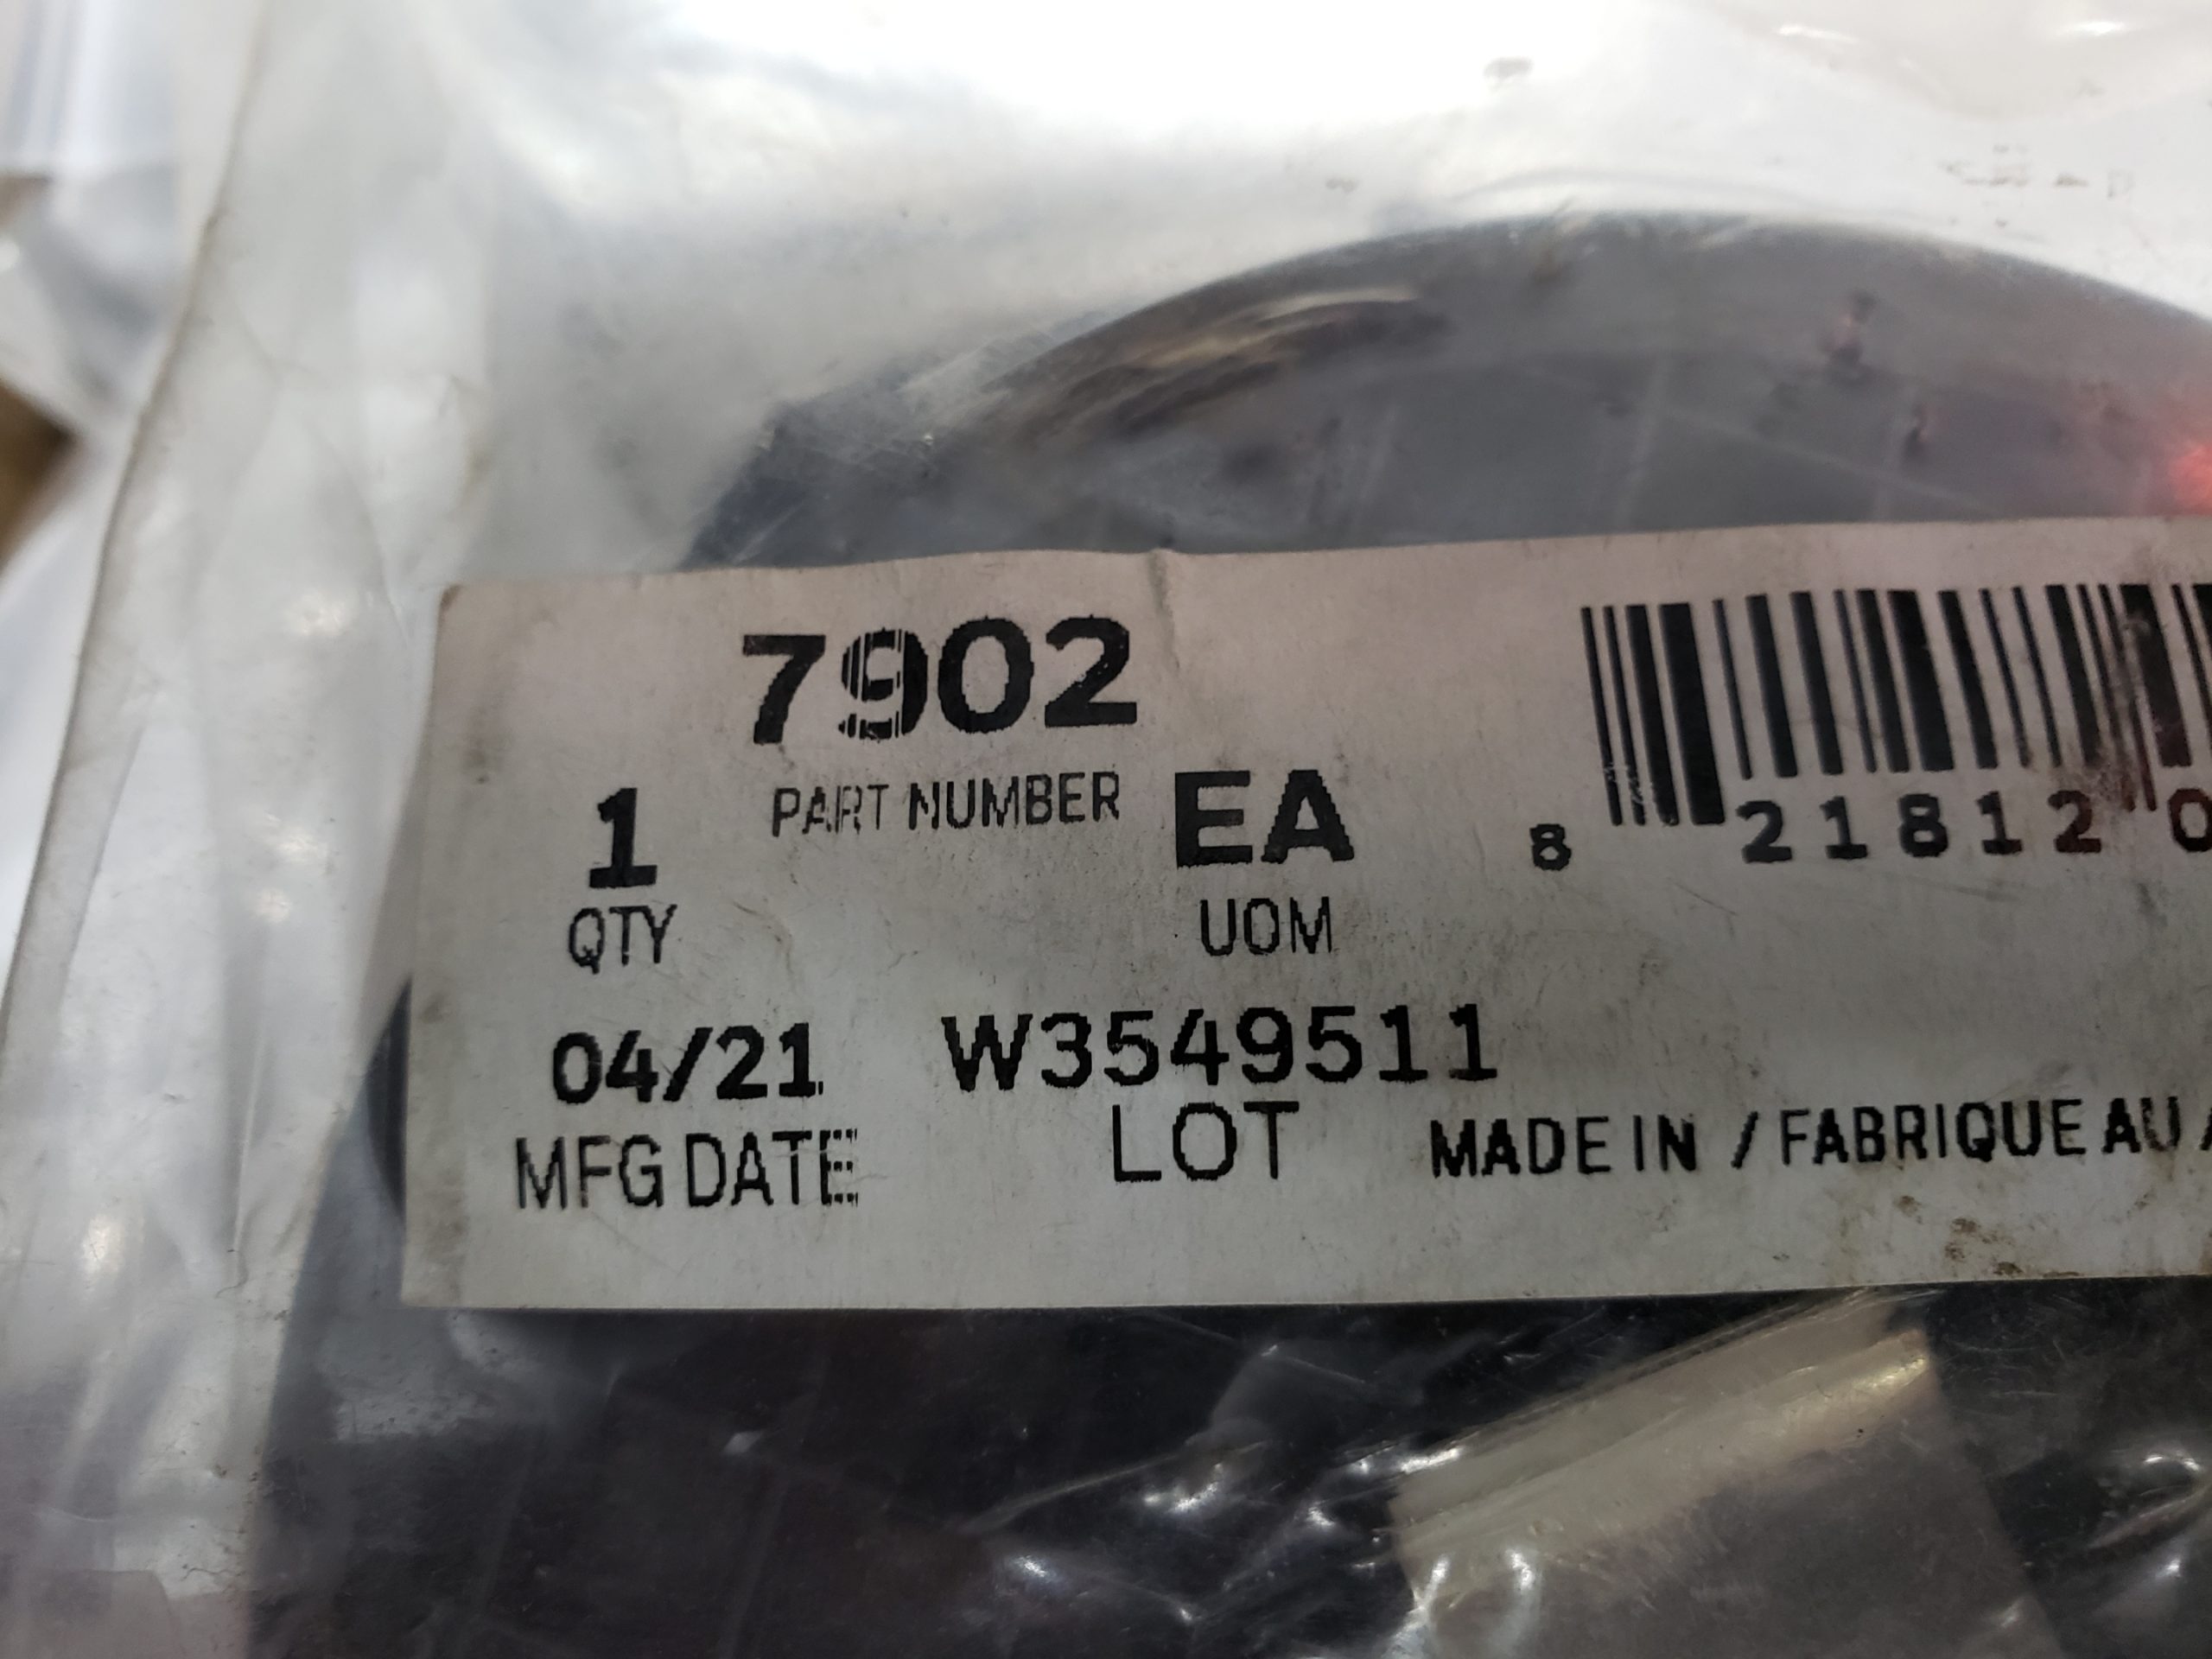 7902
PART NUMBER
1 EA
QTY UOM
8 21812 0
04/21 W3549511
MFG DATE LOT
MADE IN / FABRIQUE AU /